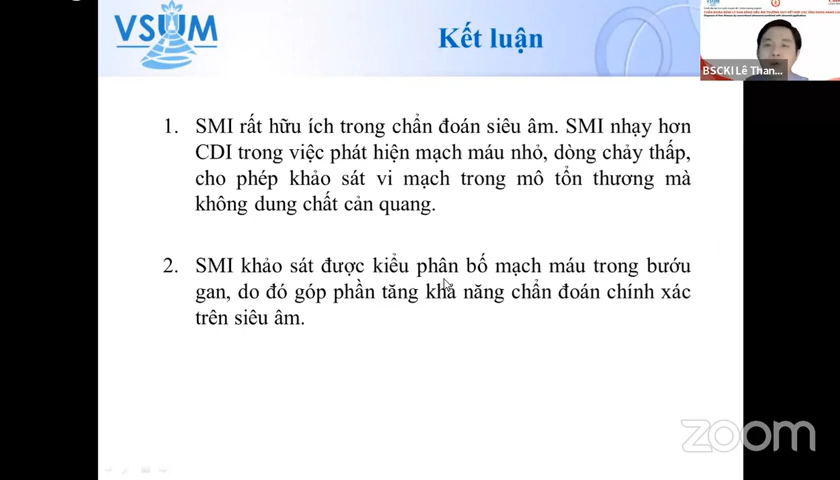 VSUM
Kết luận
1. SMI rất hữu ích trong chẩn đoán siêu âm. SMI nhạy hơn
CDI trong việc phát hiện mạch máu nhỏ, dòng chảy thấp,
cho phép khảo sát vi mạch trong mô tổn thương mà
không dung chất cản quang.
2. SMI khảo sát được kiểu phân bố mạch máu trong bướu
gan, do đó góp phần tăng khả năng chẩn đoán chính xác
trên siêu âm.
BSCKI Lê Than...
zoom